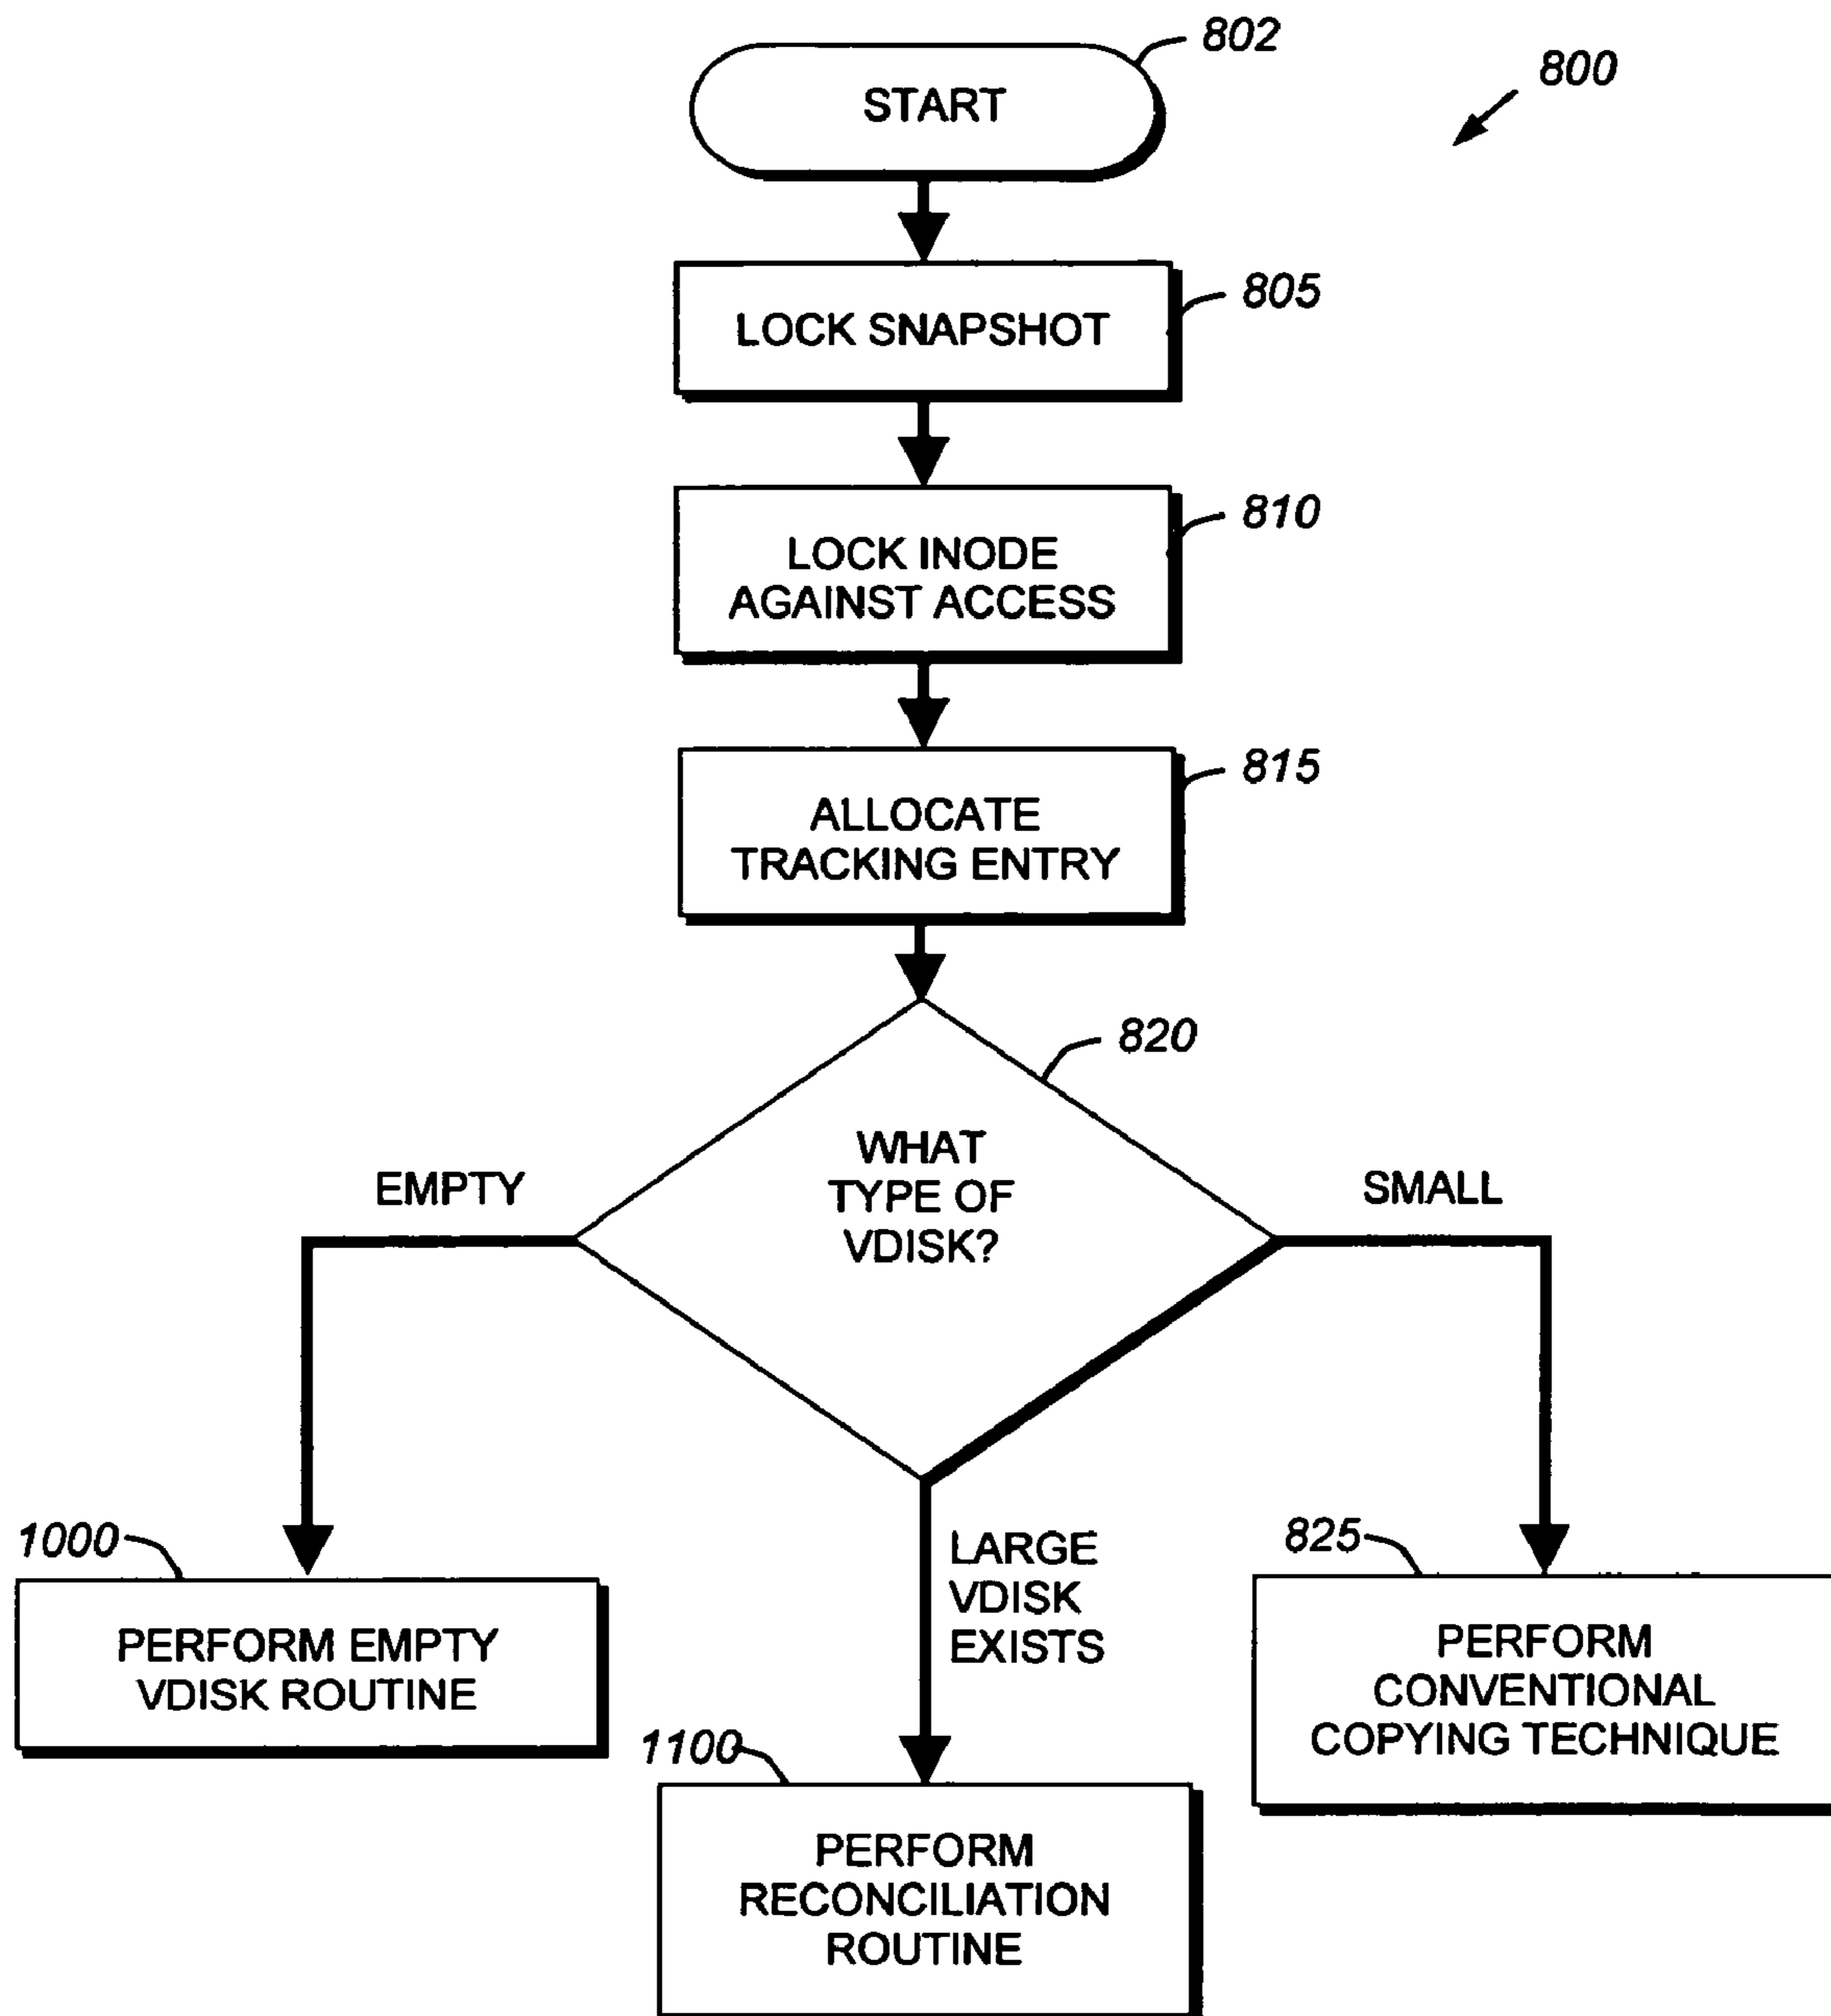 802
800
START
805
LOCK SNAPSHOT
810
LOCK INODE
AGAINST ACCESS
815
ALLOCATE
TRACKING ENTRY
820
WHAT
TYPE OF
VDISK?
EMPTY
SMALL
1000
PERFORM EMPTY
VDISK ROUTINE
LARGE
VDISK
EXISTS
825
PERFORM
CONVENTIONAL
COPYING TECHNIQUE
1100
PERFORM
RECONCILIATION
ROUTINE